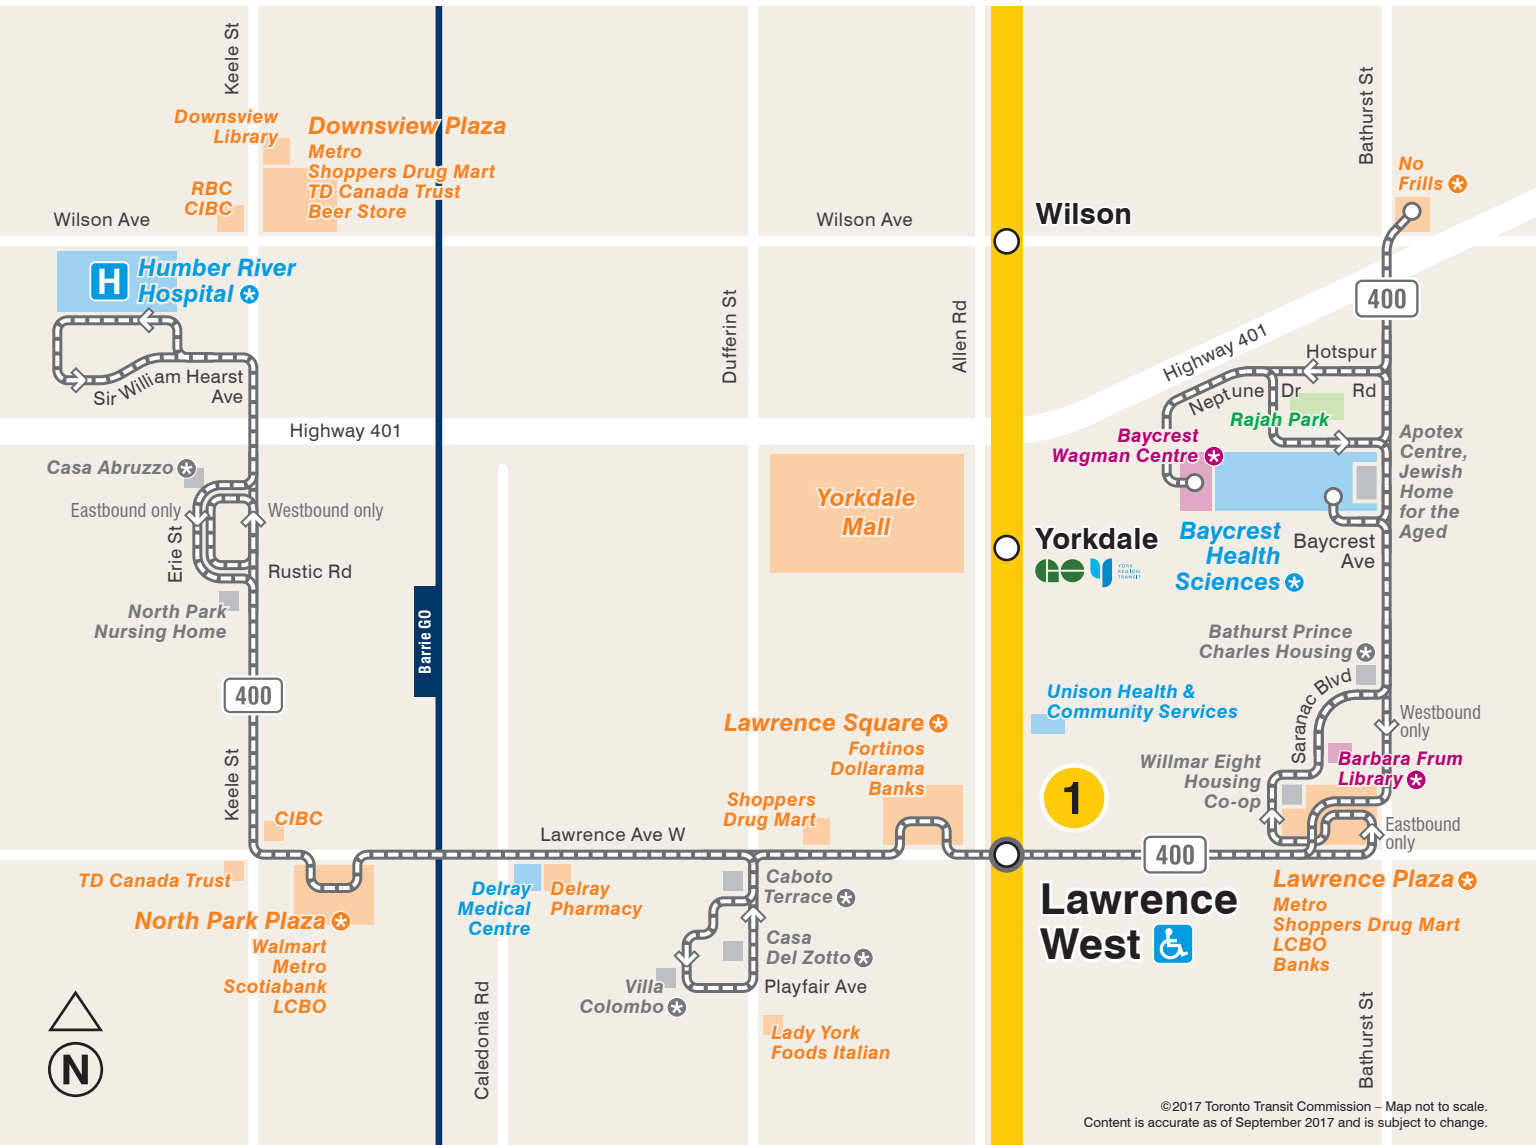 Keele St
Downsview
Library
Downsview Plaza
Metro
Shoppers Drug Mart
TD Canada Trust
Beer Store
RBC
CIBC
Wilson Ave
Wilson Ave
Wilson
Bathurst St
No
Frills
H
Humber River
Hospital
400
Dufferin St
Allen Rd
Highway 401
Hotspur
Rd
Neptune
Dr
Rajah Park
Sir William Hearst
Ave
Highway 401
Baycrest
Wagman Centre
Apotex
Centre,
Jewish
Home
for the
Aged
Casa Abruzzo
Eastbound only
Westbound only
Erie St
Rustic Rd
North Park
Nursing Home
Yorkdale
Mall
Yorkdale
GO
YORK
REGION
TRANSIT
Baycrest
Health
Sciences
Baycrest
Ave
Barrie GO
Bathurst Prince
Charles Housing
400
Unison Health &
Community Services
Saranac Blvd
Westbound
only
Lawrence Square
Fortinos
Dollarama
Banks
Willmar Eight
Housing
Co-op
Barbara Frum
Library
Keele St
1
Shoppers
Drug Mart
CIBC
Lawrence Ave W
Eastbound
only
400
TD Canada Trust
North Park Plaza
Walmart
Metro
Scotiabank
LCBO
Delray
Medical
Centre
Delray
Pharmacy
Caboto
Terrace
Casa
Del Zotto
Villa
Colombo
Playfair Ave
Lawrence
West
Lawrence Plaza
Metro
Shoppers Drug Mart
LCBO
Banks
Caledonia Rd
Lady York
Foods Italian
Bathurst St
N
©2017 Toronto Transit Commission – Map not to scale.
Content is accurate as of September 2017 and is subject to change.